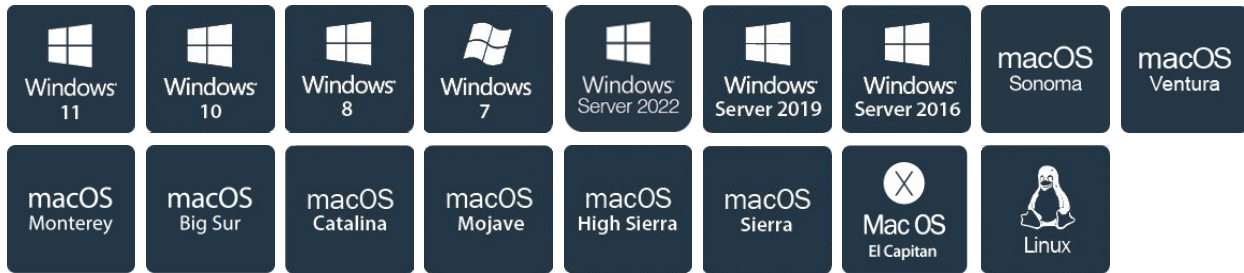 Windows
11
Windows
10
Windows
8
Windows
7
Windows
Server 2022
Windows
Server 2019
Windows
Server 2016
macOS
Sonoma
macOS
Ventura
macOS
Monterey
macOS
Big Sur
macOS
Catalina
macOS
Mojave
macOS
High Sierra
macOS
Sierra
X
Mac OS
El Capitan
Linux